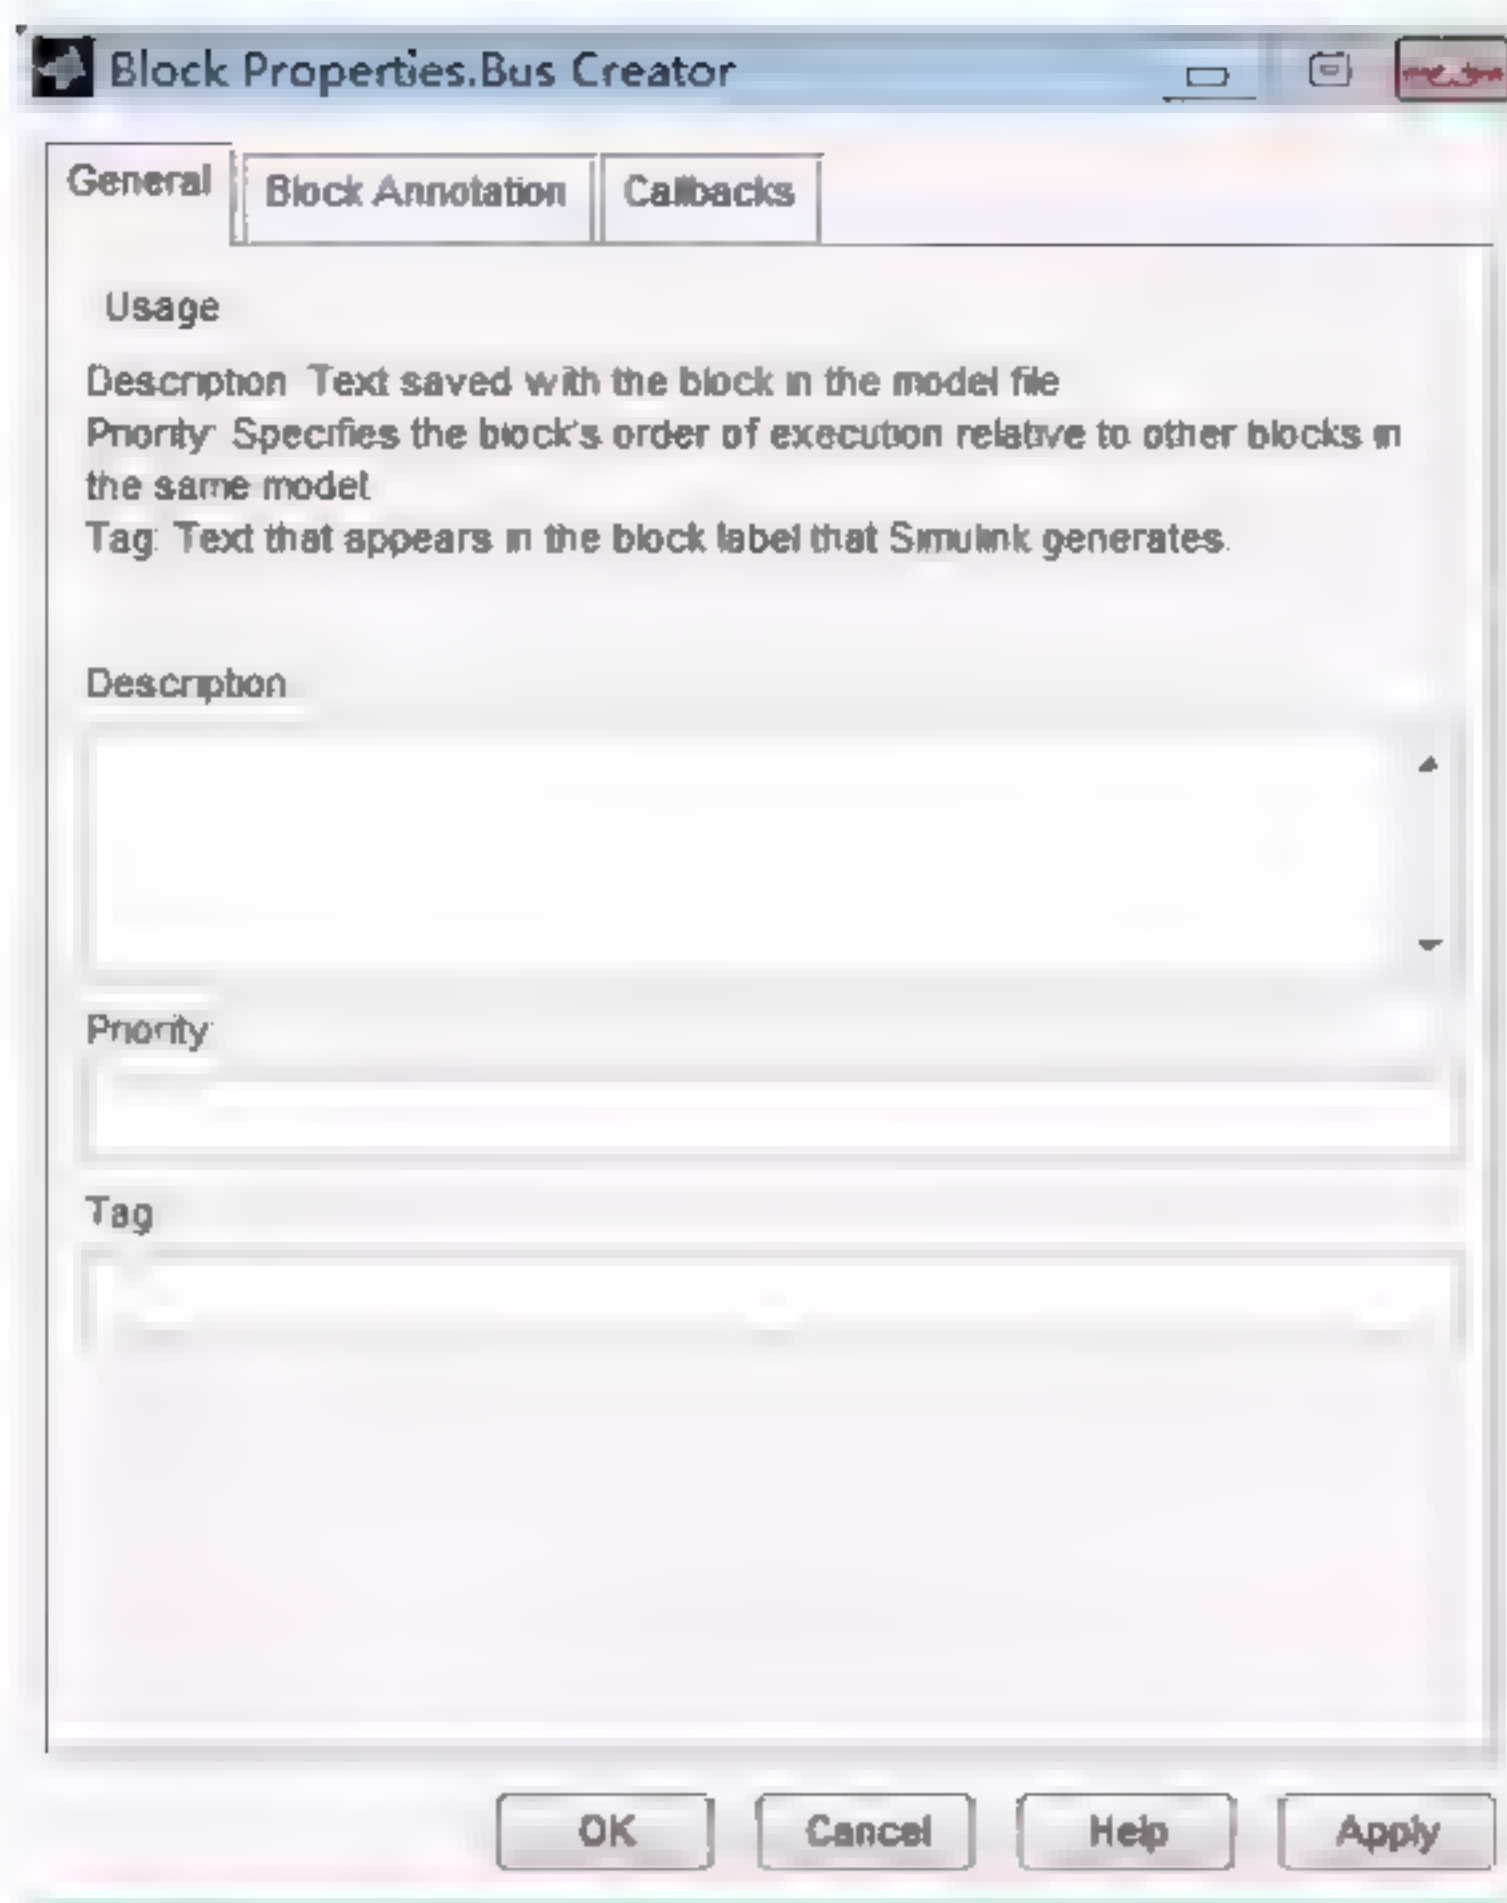 Block Properties.Bus Creator
General
Block Annotation
Callbacks
Usage
Description Text saved with the block in the model file
Priority: Specifies the block's order of execution relative to other blocks in
the same model
Tag: Text that appears in the block label that Simulink generates.
Description
Priority:
Tag
OK
Cancel
Help
Apply